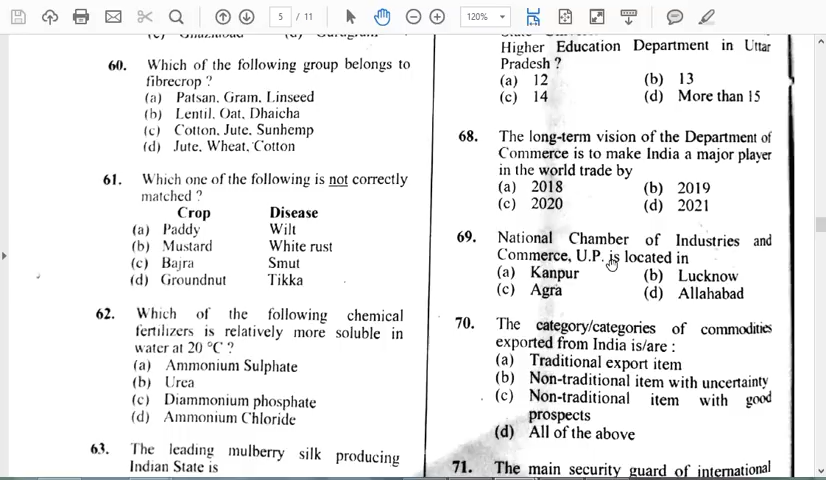 5 / 11
120%
60. Which of the following group belongs to
fibrecrop ?
(a) Patsan, Gram, Linseed
(b) Lentil, Oat, Dhaicha
(c) Cotton, Jute, Sunhemp
(d) Jute, Wheat, Cotton
61. Which one of the following is not correctly
matched ?
Crop Disease
(a) Paddy Wilt
(b) Mustard White rust
(c) Bajra Smut
(d) Groundnut Tikka
62. Which of the following chemical
fertilizers is relatively more soluble in
water at 20 °C ?
(a) Ammonium Sulphate
(b) Urea
(c) Diammonium phosphate
(d) Ammonium Chloride
63. The leading mulberry silk producing
Indian State is
Higher Education Department in Uttar
Pradesh ?
(a) 12 (b) 13
(c) 14 (d) More than 15
68. The long-term vision of the Department of
Commerce is to make India a major player
in the world trade by
(a) 2018 (b) 2019
(c) 2020 (d) 2021
69. National Chamber of Industries and
Commerce, U.P. is located in
(a) Kanpur (b) Lucknow
(c) Agra (d) Allahabad
70. The category/categories of commodities
exported from India is/are :
(a) Traditional export item
(b) Non-traditional item with uncertainty
(c) Non-traditional item with good
prospects
(d) All of the above
71. The main security guard of international